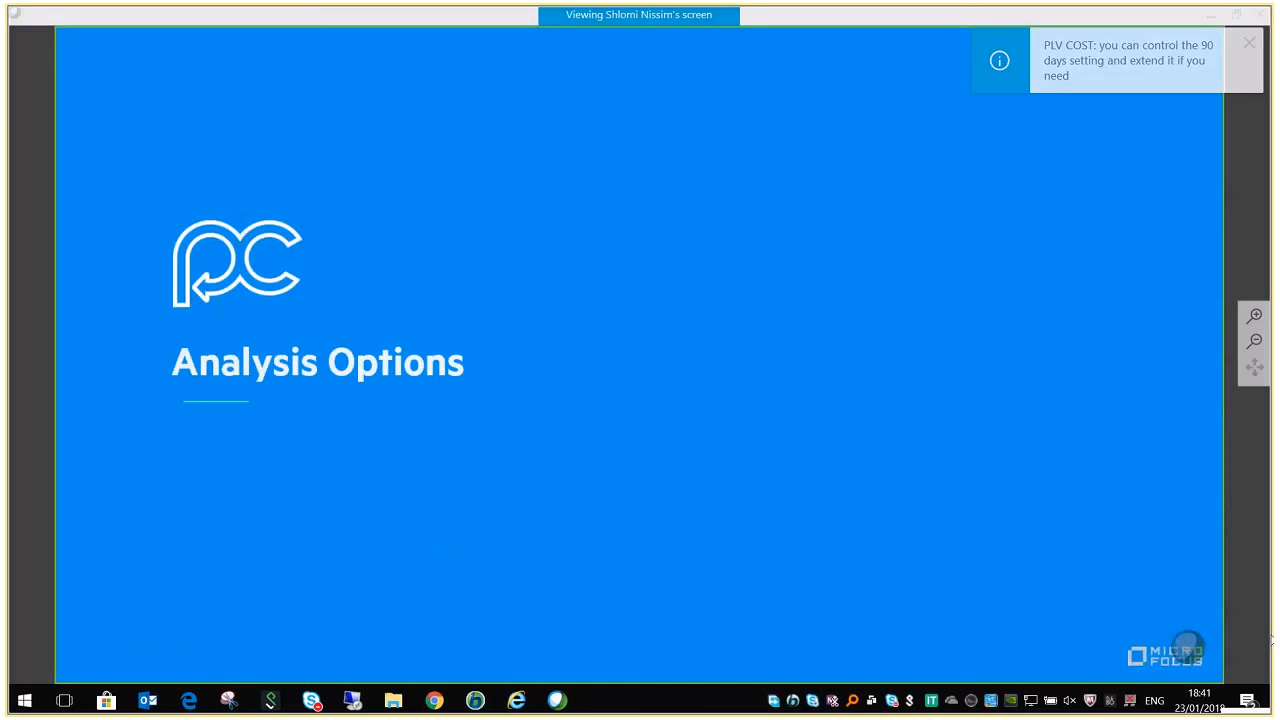 Viewing Shlomi Nissim's screen
PLV COST: you can control the 90
days setting and extend it if you
need
pc
Analysis Options
MICRO
FOCUS
ENG
18:41
23/01/2018